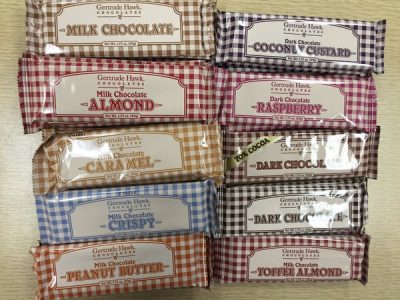 Gertrude Hawk
CHOCOLATES
MILK CHOCOLATE
Gertrude Hawk
CHOCOLATES
Milk Chocolate
ALMOND
Gertrude Hawk
CHOCOLATES
Milk Chocolate
CARAMEL
Gertrude Hawk
CHOCOLATES
Milk Chocolate
CRISPY
Gertrude Hawk
CHOCOLATES
Milk Chocolate
PEANUT BUTTER
Gertrude Hawk
CHOCOLATES
Dark Chocolate
COCONUT CUSTARD
Gertrude Hawk
CHOCOLATES
Dark Chocolate
RASPBERRY
Gertrude Hawk
CHOCOLATES
70% COCOA
DARK CHOCOLATE
Gertrude Hawk
CHOCOLATES
DARK CHOCOLATE
Gertrude Hawk
CHOCOLATES
Milk Chocolate
TOFFEE ALMOND